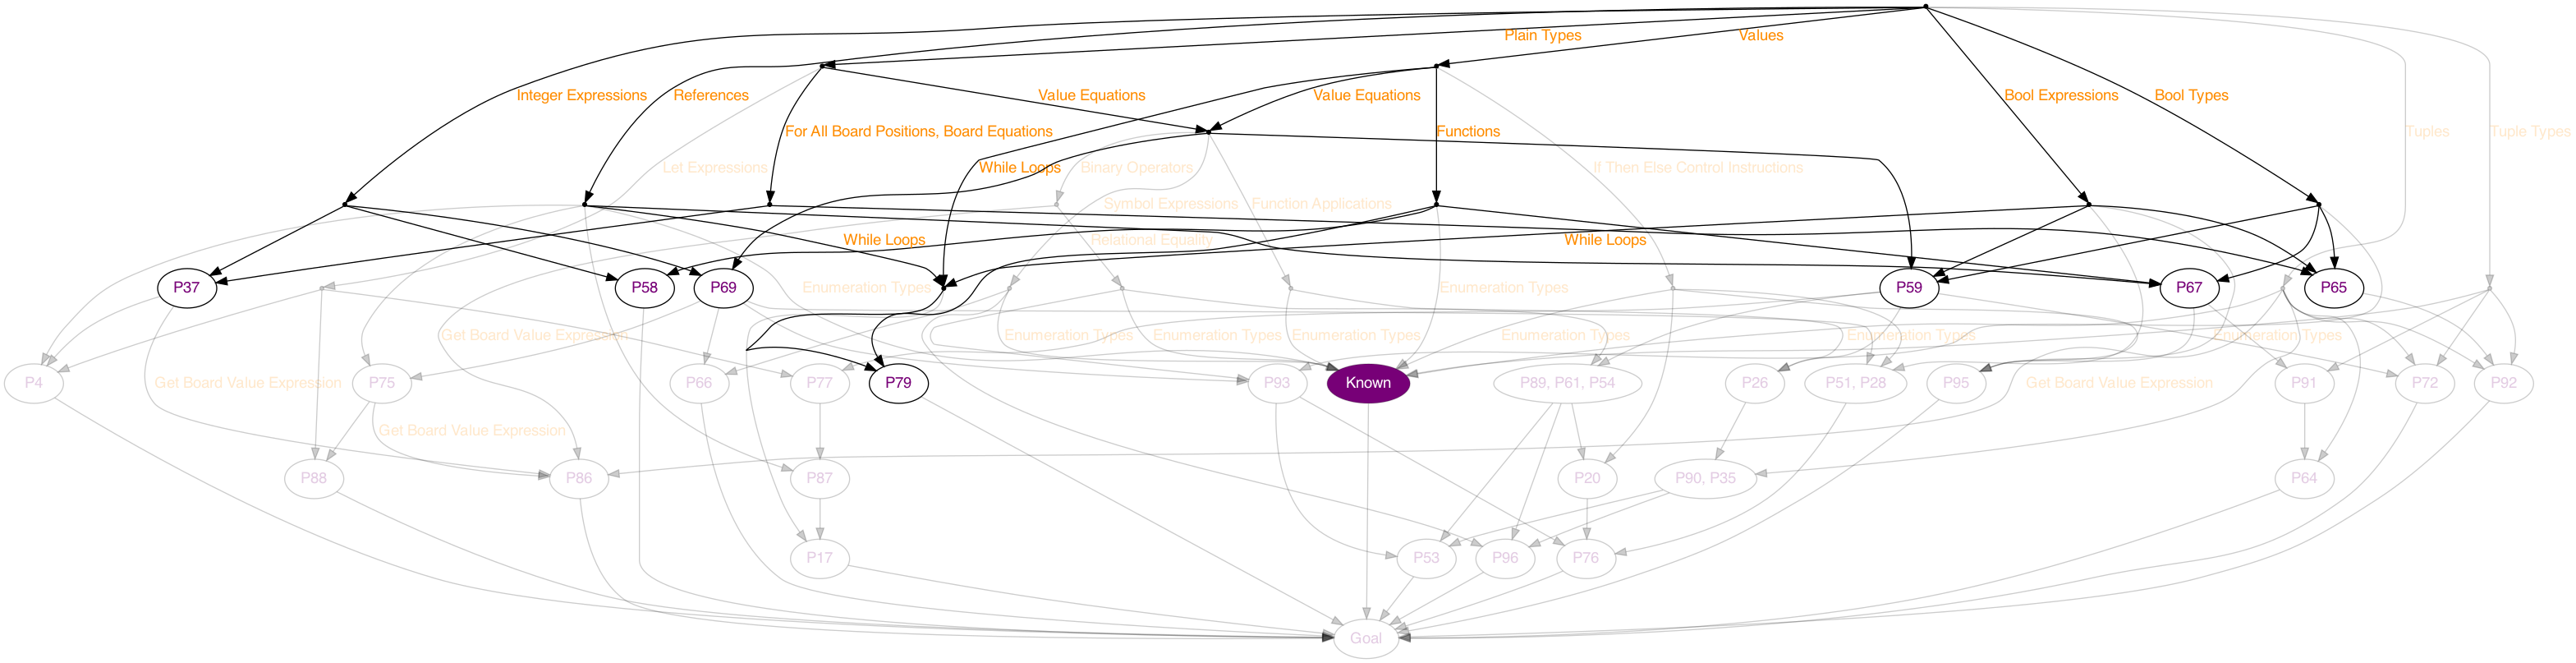 Plain Types
Values
Integer Expressions
References
Value Equations
Value Equations
Bool Expressions
Bool Types
For All Board Positions, Board Equations
Functions
Tuples
Tuple Types
Let Expressions
While Loops
Binary Operators
If Then Else Control Instructions
Symbol Expressions
Function Applications
While Loops
Relational Equality
While Loops
P37
P58
P69
Enumeration Types
Enumeration Types
P59
P67
P65
Get Board Value Expression
Enumeration Types
Enumeration Types
Enumeration Types
Enumeration Types
Enumeration Types
Enumeration Types
P4
Get Board Value Expression
P75
P66
P77
P79
P93
Known
P89, P61, P54
P26
P51, P28
P95
Get Board Value Expression
P91
P72
P92
Get Board Value Expression
P88
P86
P87
P20
P90, P35
P64
P17
P53
P96
P76
Goal